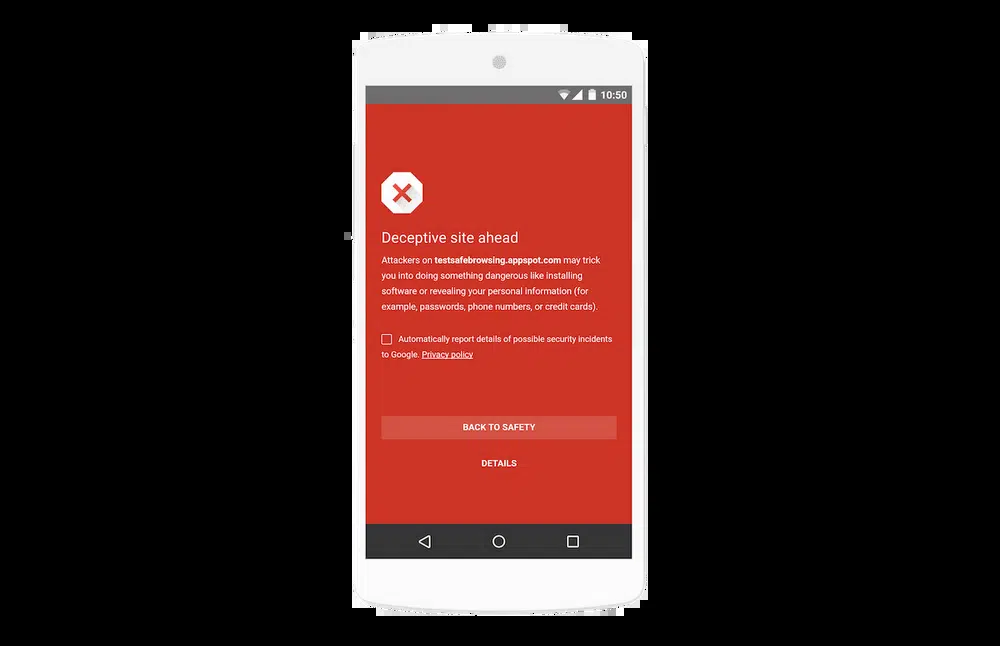 10:50
Deceptive site ahead
Attackers on testsafebrowsing.appspot.com may trick
you into doing something dangerous like installing
software or revealing your personal information (for
example, passwords, phone numbers, or credit cards).
Automatically report details of possible security incidents
to Google. Privacy policy
BACK TO SAFETY
DETAILS